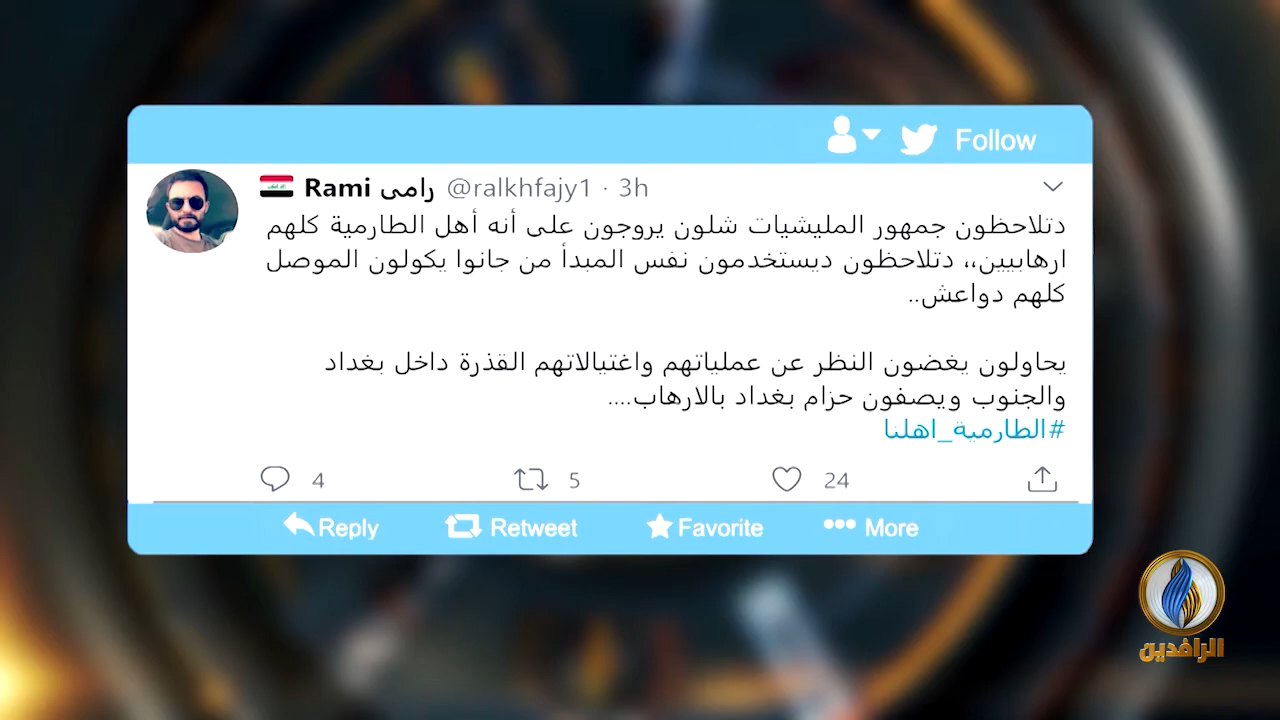 Follow
Rami رامي @ralkhfajy1 · 3h
دتلاحظون جمهور المليشيات شلون يروجون على أنه أهل الطارمية كلهم
ارهابيين،، دتلاحظون ديستخدمون نفس المبدأ من جانوا يكولون الموصل
كلهم دواعش..
يحاولون يغضون النظر عن عملياتهم واغتيالاتهم القذرة داخل بغداد
والجنوب ويصفون حزام بغداد بالارهاب....
#الطارمية_اهلنا
4 5 24
Reply Retweet Favorite More
الرافدين